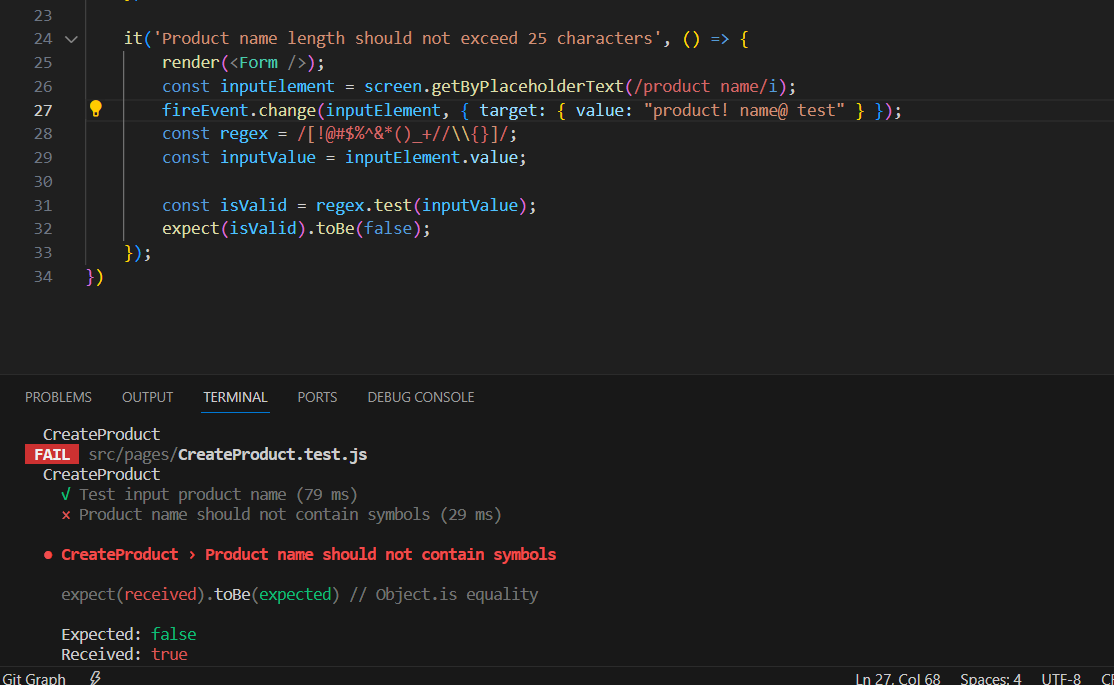 23
24 it('Product name length should not exceed 25 characters', () => {
25 render(<Form />);
26 const inputElement = screen.getByPlaceholderText(/product name/i);
27 fireEvent.change(inputElement, { target: { value: "product! name@ test" } });
28 const regex = /[!@#$%^&*()_+//\\{}]/;
29 const inputValue = inputElement.value;
30
31 const isValid = regex.test(inputValue);
32 expect(isValid).toBe(false);
33 });
34 })
PROBLEMS OUTPUT TERMINAL PORTS DEBUG CONSOLE
CreateProduct
FAIL src/pages/CreateProduct.test.js
CreateProduct
√ Test input product name (79 ms)
× Product name should not contain symbols (29 ms)
● CreateProduct › Product name should not contain symbols
expect(received).toBe(expected) // Object.is equality
Expected: false
Received: true
Git Graph Ln 27, Col 68 Spaces: 4 UTF-8